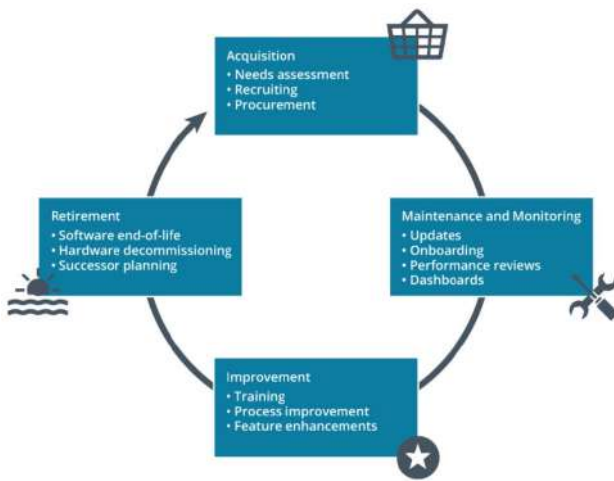 Acquisition
• Needs assessment
• Recruiting
• Procurement
Retirement
• Software end-of-life
• Hardware decommissioning
• Successor planning
Maintenance and Monitoring
• Updates
• Onboarding
• Performance reviews
• Dashboards
Improvement
• Training
• Process improvement
• Feature enhancements